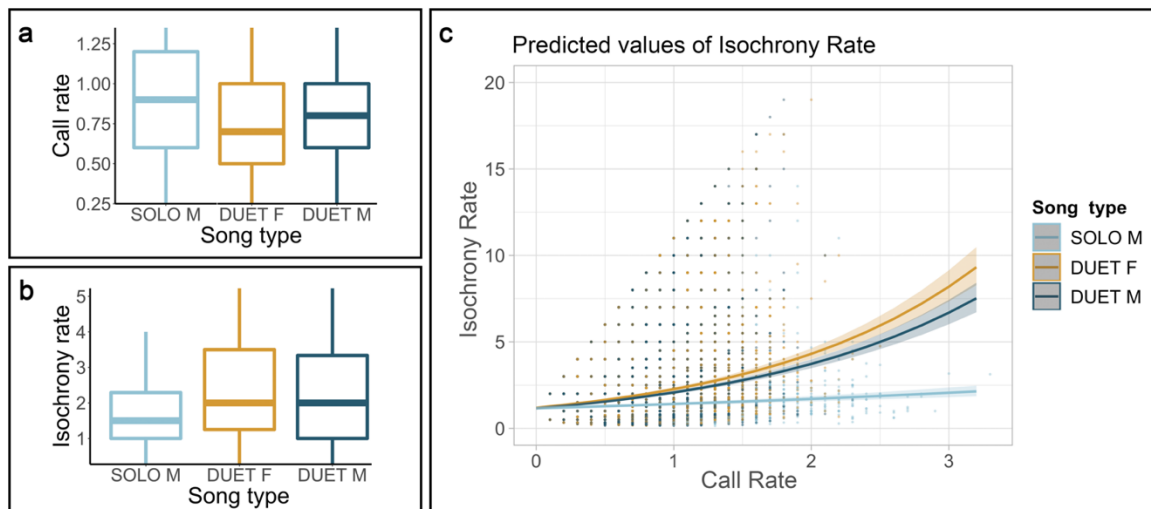 a
1.25
1.00
0.75
0.50
0.25
Call rate
SOLO M DUET F DUET M
Song type
b
5
4
3
2
1
Isochrony rate
SOLO M DUET F DUET M
Song type
c
Predicted values of Isochrony Rate
20
15
10
5
0
Isochrony Rate
0 1 2 3
Call Rate
Song type
SOLO M
DUET F
DUET M